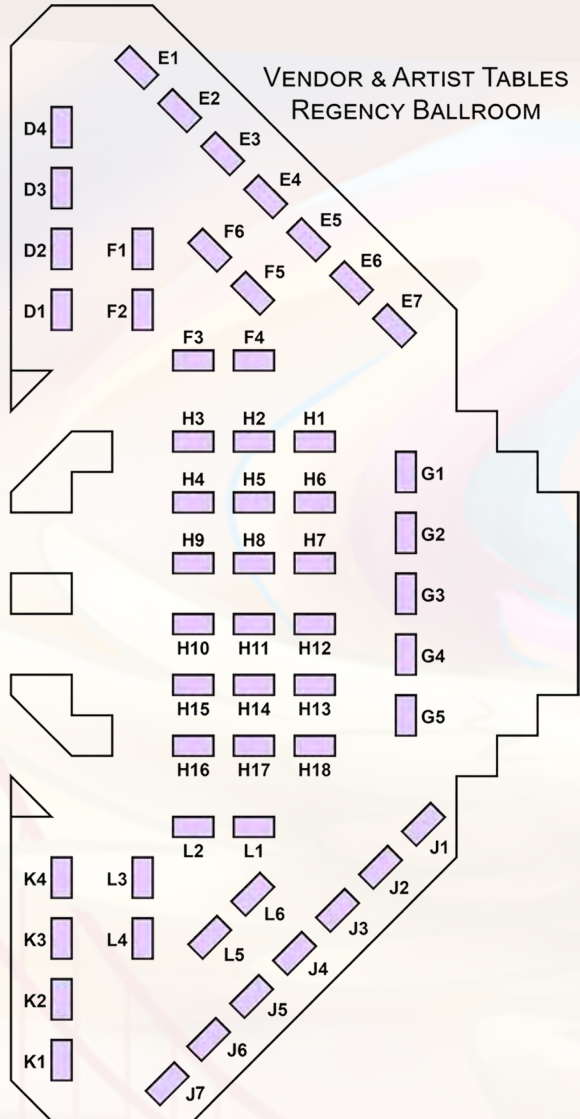 E1
VENDOR & ARTIST TABLES
REGENCY BALLROOM
E2
D4
E3
E4
D3
E5
F6
D2
F1
E6
F5
D1
F2
E7
F3 F4
H3 H2 H1
G1
H4 H5 H6
G2
H9 H8 H7
G3
H10 H11 H12
G4
H15 H14 H13
G5
H16 H17 H18
L2 L1
J1
K4
L3
J2
L6
J3
K3
L4
L5
J4
K2
J5
J6
K1
J7